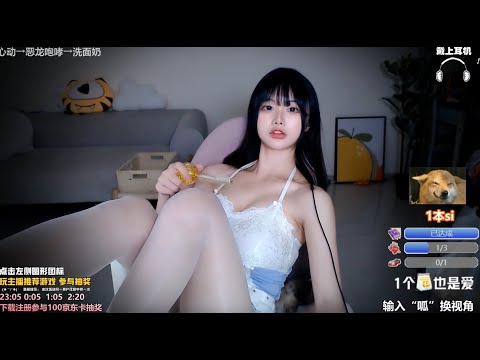 心动→恶龙咆哮→洗面奶
戴上耳机
1本si
已达成
1/3
0/1
1个也是爱
输入“呱”换视角
点击左侧图形图标
玩主播推荐游戏 参与抽奖
23:05 0:05 1:05 2:20
下载注册参与100京东卡抽奖